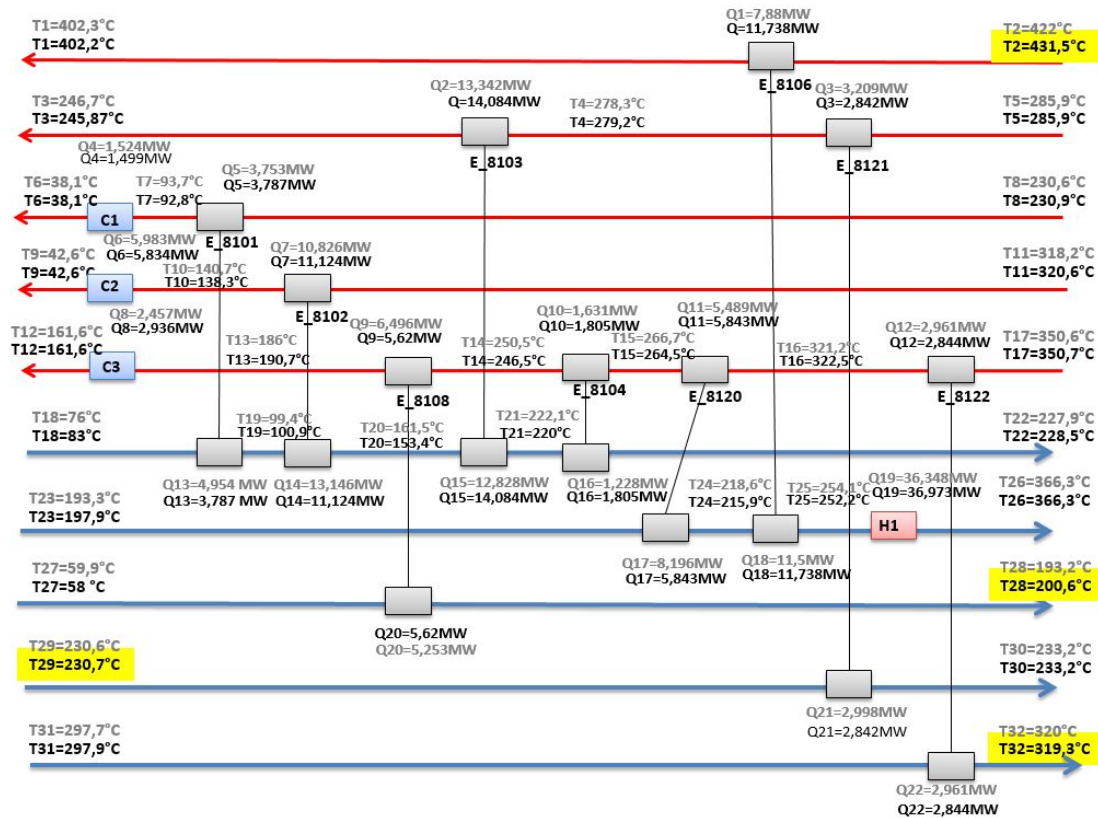 Q1=7,88MW
Q=11,738MW
T1=402,3°C
T1=402,2°C
T2=422°C
T2=431,5°C
E_8106
Q2=13,342MW
Q=14,084MW
Q3=3,209MW
Q3=2,842MW
T3=246,7°C
T3=245,87°C
T4=278,3°C
T4=279,2°C
T5=285,9°C
T5=285,9°C
E_8103
E_8121
Q4=1,524MW
Q4=1,499MW
Q5=3,753MW
Q5=3,787MW
T6=38,1°C
T6=38,1°C
T7=93,7°C
T7=92,8°C
T8=230,6°C
T8=230,9°C
C1
E_8101
Q6=5,983MW
Q6=5,834MW
Q7=10,826MW
Q7=11,124MW
T9=42,6°C
T9=42,6°C
T10=140,7°C
T10=138,3°C
T11=318,2°C
T11=320,6°C
C2
E_8102
Q8=2,457MW
Q8=2,936MW
Q9=6,496MW
Q9=5,62MW
Q10=1,631MW
Q10=1,805MW
Q11=5,489MW
Q11=5,843MW
Q12=2,961MW
Q12=2,844MW
T12=161,6°C
T12=161,6°C
T13=186°C
T13=190,7°C
T14=250,5°C
T14=246,5°C
T15=266,7°C
T15=264,5°C
T16=321,2°C
T16=322,5°C
T17=350,6°C
T17=350,7°C
C3
E_8108
E_8104
E_8120
E_8122
T18=76°C
T18=83°C
T19=99,4°C
T19=100,9°C
T20=161,5°C
T20=153,4°C
T21=222,1°C
T21=220°C
T22=227,9°C
T22=228,5°C
Q13=4,954 MW
Q13=3,787 MW
Q14=13,146MW
Q14=11,124MW
Q15=12,828MW
Q15=14,084MW
Q16=1,228MW
Q16=1,805MW
T23=193,3°C
T23=197,9°C
T24=218,6°C
T24=215,9°C
T25=254,1°C
T25=252,2°C
Q19=36,348MW
Q19=36,973MW
T26=366,3°C
T26=366,3°C
H1
Q17=8,196MW
Q17=5,843MW
Q18=11,5MW
Q18=11,738MW
T27=59,9°C
T27=58 °C
T28=193,2°C
T28=200,6°C
Q20=5,62MW
Q20=5,253MW
T29=230,6°C
T29=230,7°C
T30=233,2°C
T30=233,2°C
Q21=2,998MW
Q21=2,842MW
T31=297,7°C
T31=297,9°C
T32=320°C
T32=319,3°C
Q22=2,961MW
Q22=2,844MW